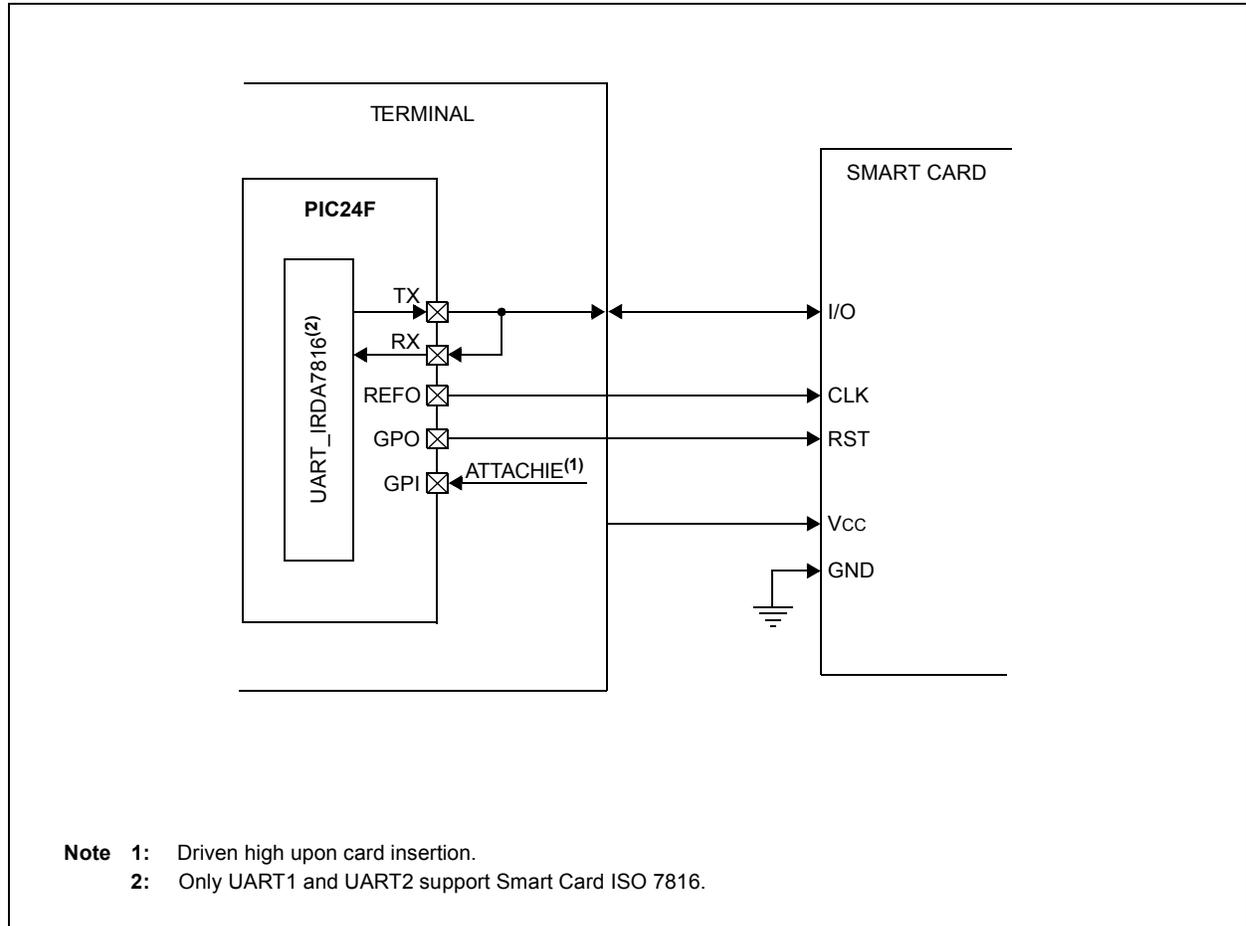 TERMINAL
SMART CARD
PIC24F
UART_IRDA7816(2)
TX
RX
REFO
GPO
GPI
ATTACHIE(1)
I/O
CLK
RST
VCC
GND
Note 1: Driven high upon card insertion.
2: Only UART1 and UART2 support Smart Card ISO 7816.